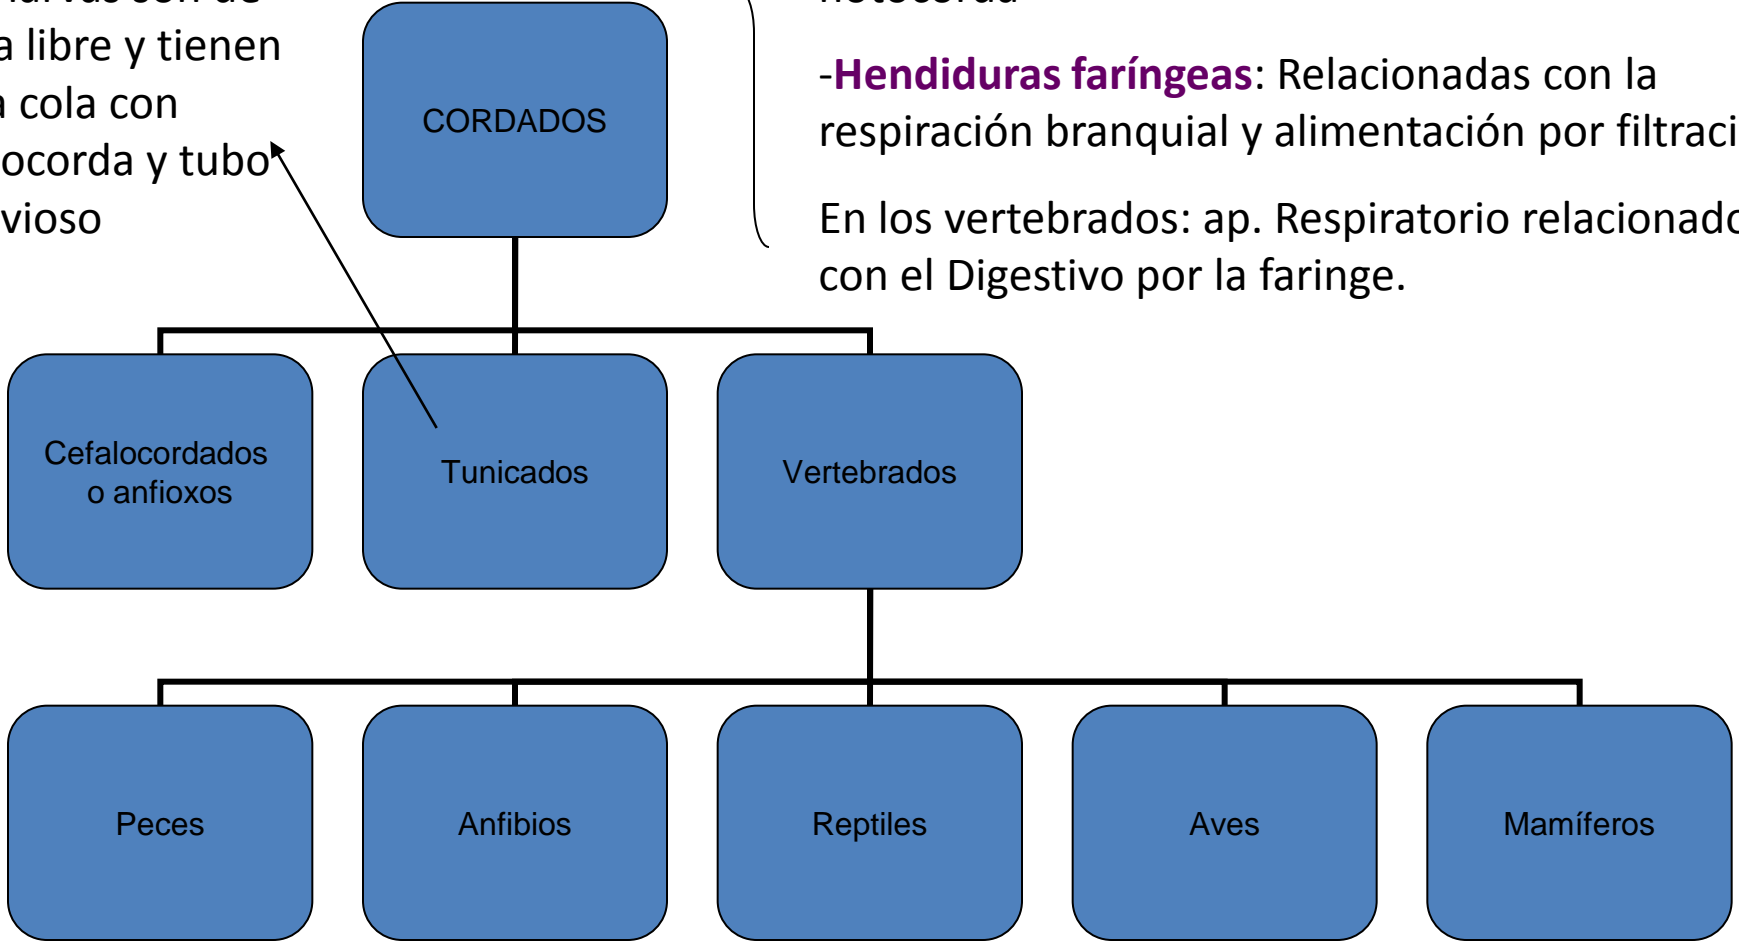 a libre y tienen
a cola con
ocorda y tubo
vioso
CORDADOS
-Hendiduras faríngeas: Relacionadas con la
respiración branquial y alimentación por filtraci
En los vertebrados: ap. Respiratorio relacionado
con el Digestivo por la faringe.
Cefalocordados
o anfioxos
Tunicados
Vertebrados
Peces
Anfibios
Reptiles
Aves
Mamíferos